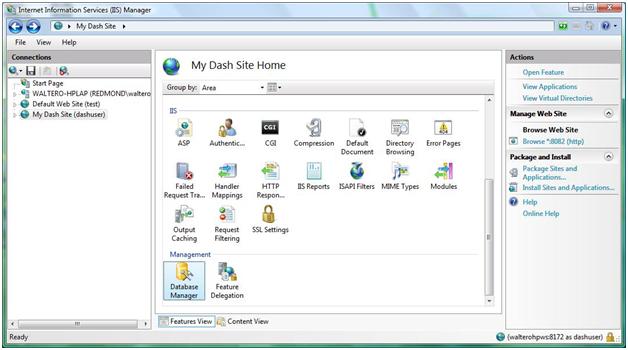 Internet Information Services (IIS) Manager
My Dash Site
File View Help
Connections
Start Page
WALTERO-HPLAP (REDMOND\waltero
Default Web Site (test)
My Dash Site (dashuser)
My Dash Site Home
Group by: Area
IIS
ASP Authentic... CGI Compression Default Document Directory Browsing Error Pages
Failed Request Tra... Handler Mappings HTTP Respon... IIS Reports ISAPI Filters MIME Types Modules
Output Caching Request Filtering SSL Settings
Management
Database Manager Feature Delegation
Features View Content View
Actions
Open Feature
View Applications
View Virtual Directories
Manage Web Site
Browse Web Site
Browse *:8082 (http)
Package and Install
Package Sites and
Applications...
Install Sites and Applications...
Help
Online Help
Ready
(walterohpws:8172 as dashuser)